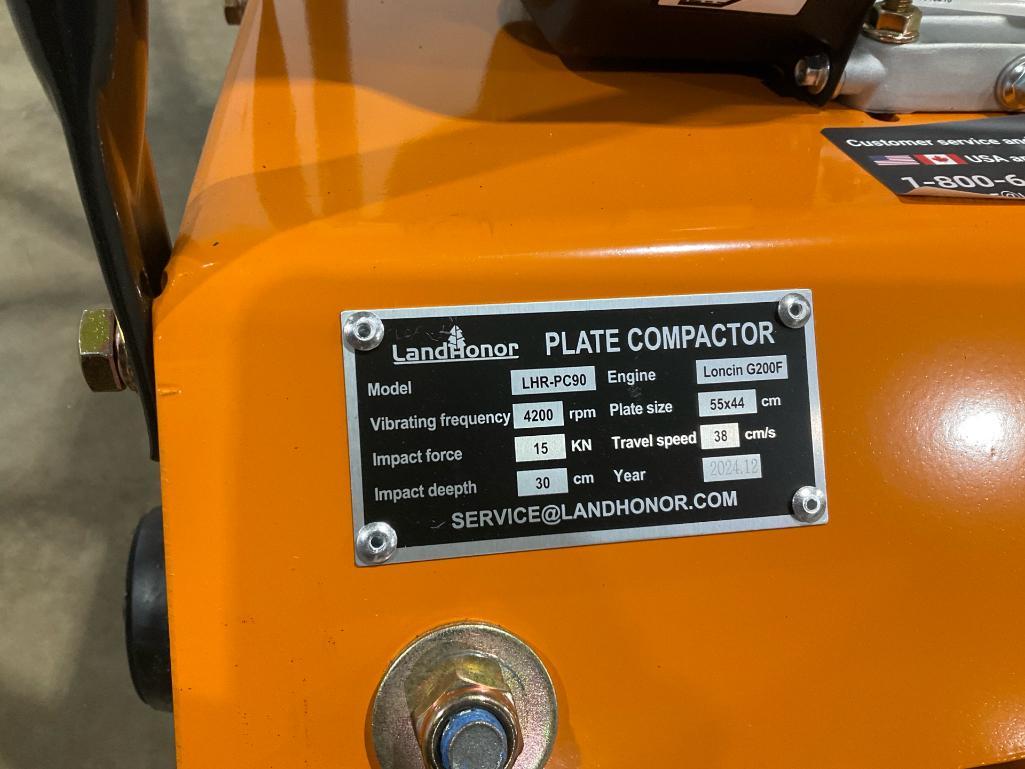 Customer service and
USA
1-800-6
LandHonor PLATE COMPACTOR
Model LHR-PC90 Engine Loncin G200F
Vibrating frequency 4200 rpm Plate size 55x44 cm
Impact force 15 KN Travel speed 38 cm/s
Impact deepth 30 cm Year 2024.12
SERVICE@LANDHONOR.COM